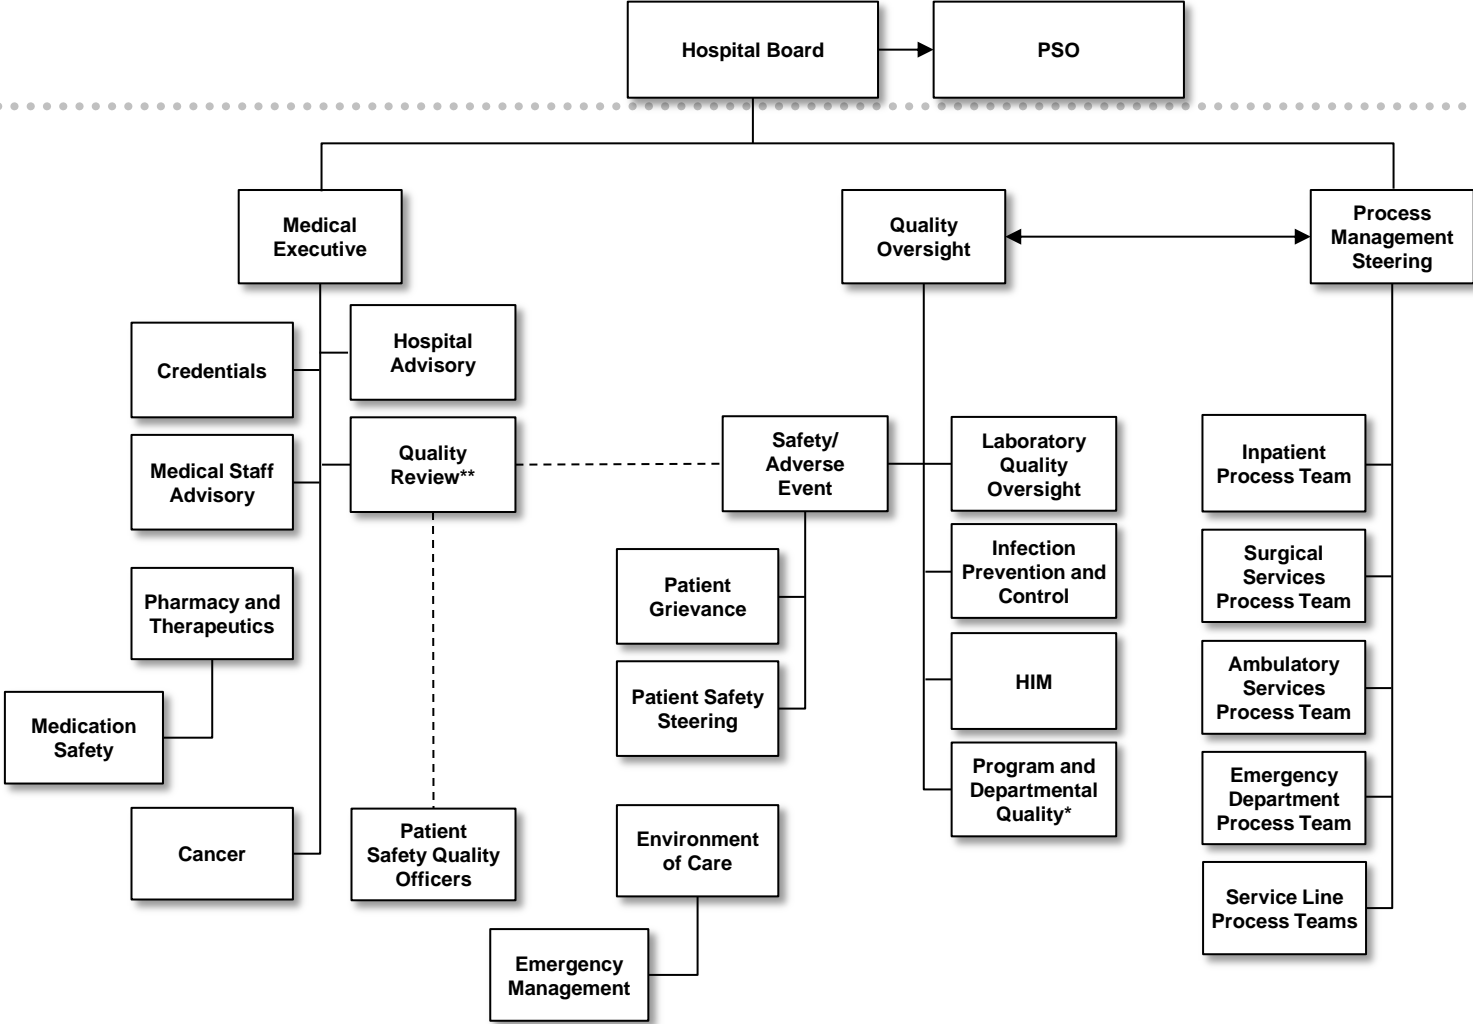 Hospital Board
PSO
Medical
Executive
Quality
Oversight
Process
Management
Steering
Credentials
Hospital
Advisory
Medical Staff
Advisory
Quality
Review**
Safety/
Adverse
Event
Laboratory
Quality
Oversight
Inpatient
Process Team
Pharmacy and
Therapeutics
Patient
Grievance
Infection
Prevention and
Control
Surgical
Services
Process Team
Medication
Safety
Patient Safety
Steering
HIM
Ambulatory
Services
Process Team
Program and
Departmental
Quality*
Emergency
Department
Process Team
Cancer
Patient
Safety Quality
Officers
Environment
of Care
Service Line
Process Teams
Emergency
Management